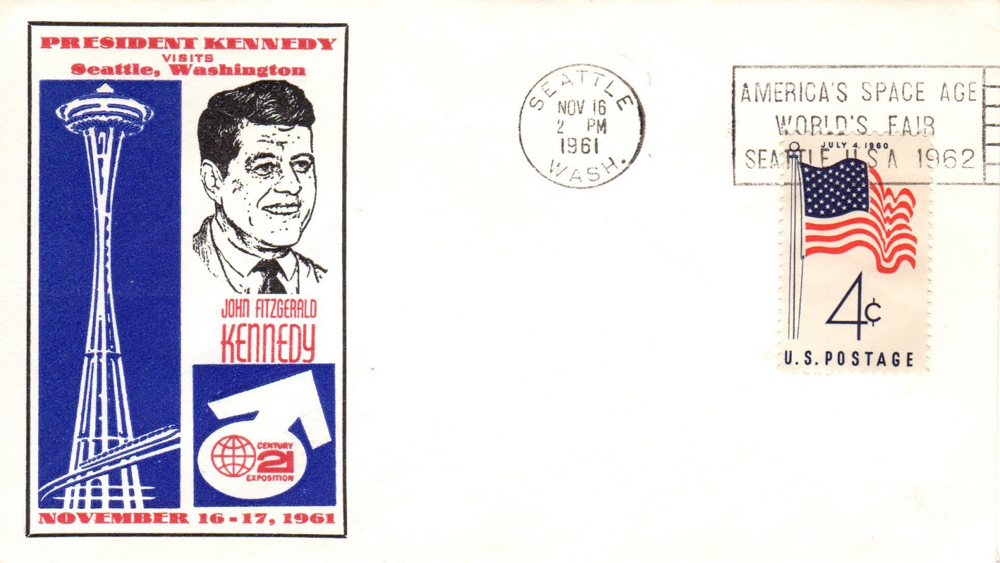 PRESIDENT KENNEDY
VISITS
Seattle, Washington
JOHN FITZGERALD
KENNEDY
CENTURY
21
EXPOSITION
NOVEMBER 16-17, 1961
SEATTLE
NOV 16
2 PM
1961
WASH.
AMERICA'S SPACE AGE
WORLD'S FAIR
SEATTLE U.S.A 1962
JULY 4, 1960
4¢
U.S. POSTAGE